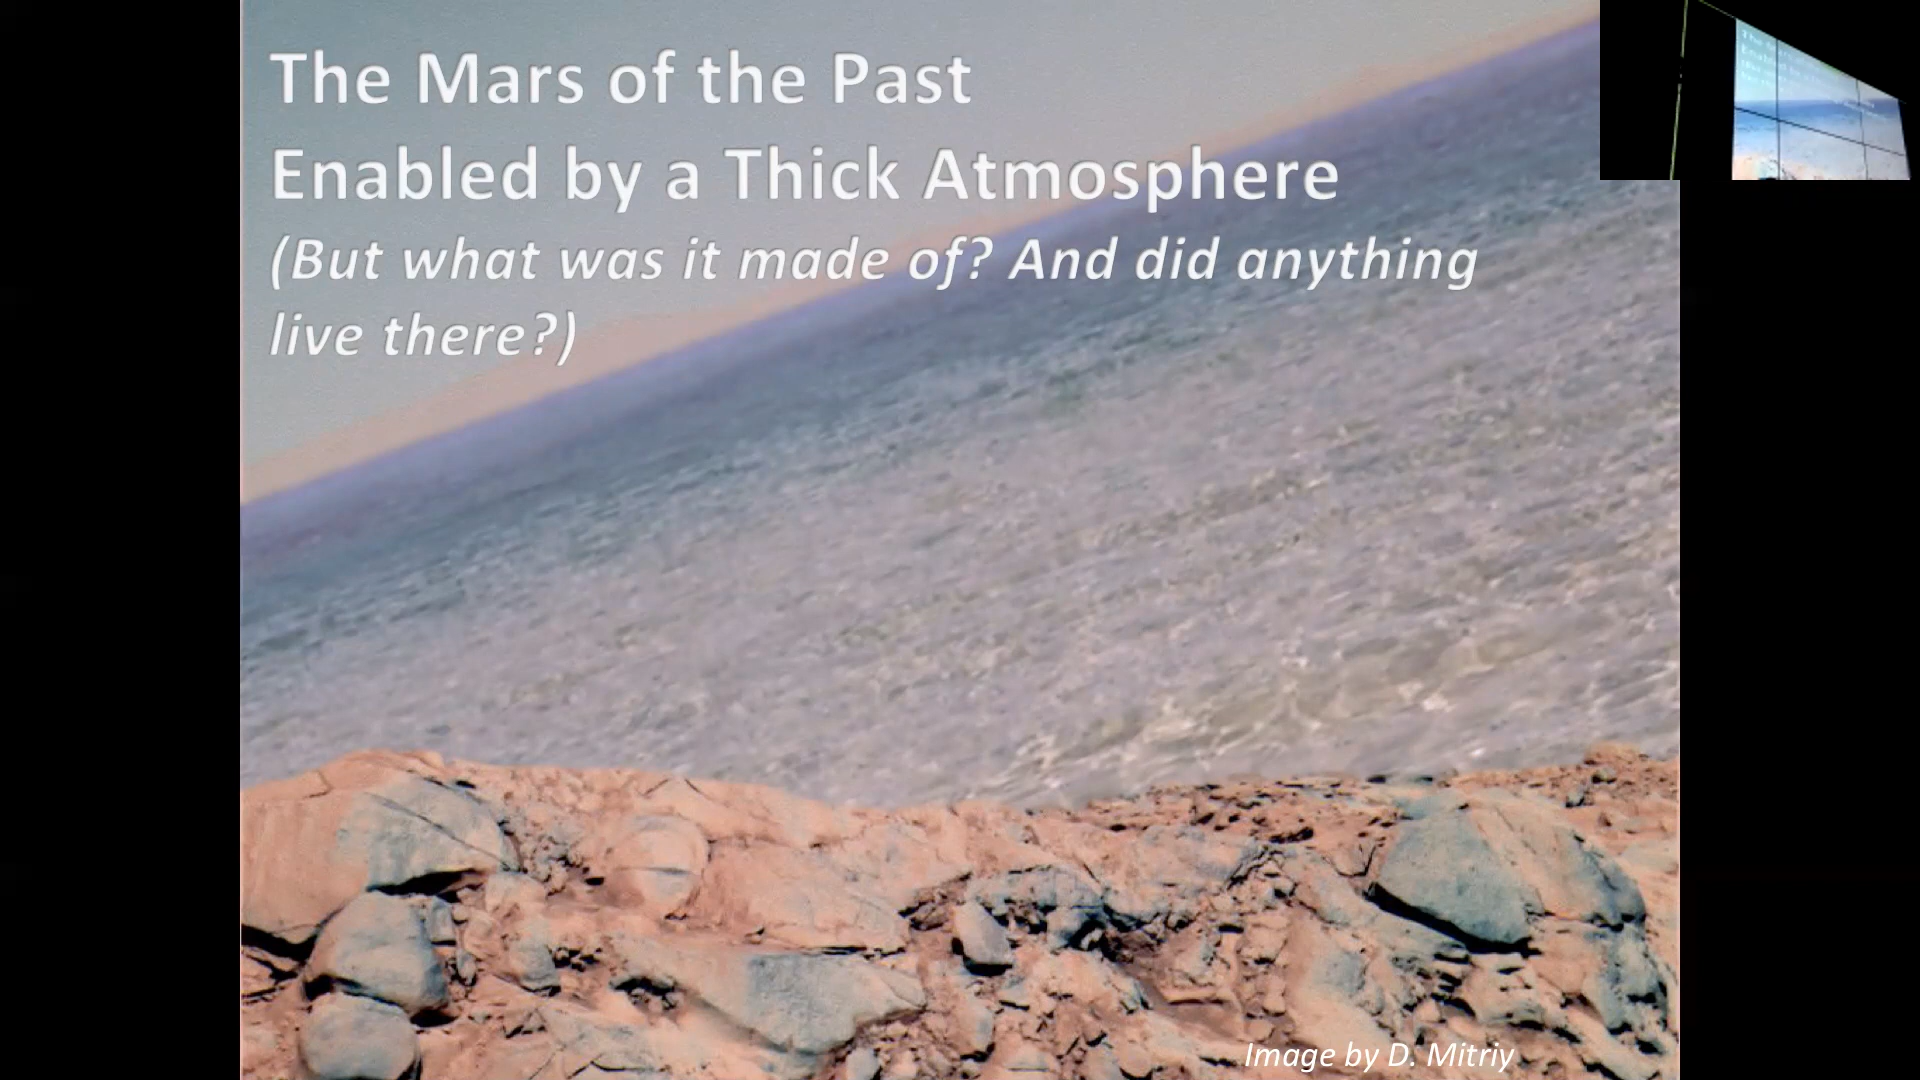 The Mars of the Past
Enabled by a Thick Atmosphere
(But what was it made of? And did anything
live there?)
Image by D. Mitriy